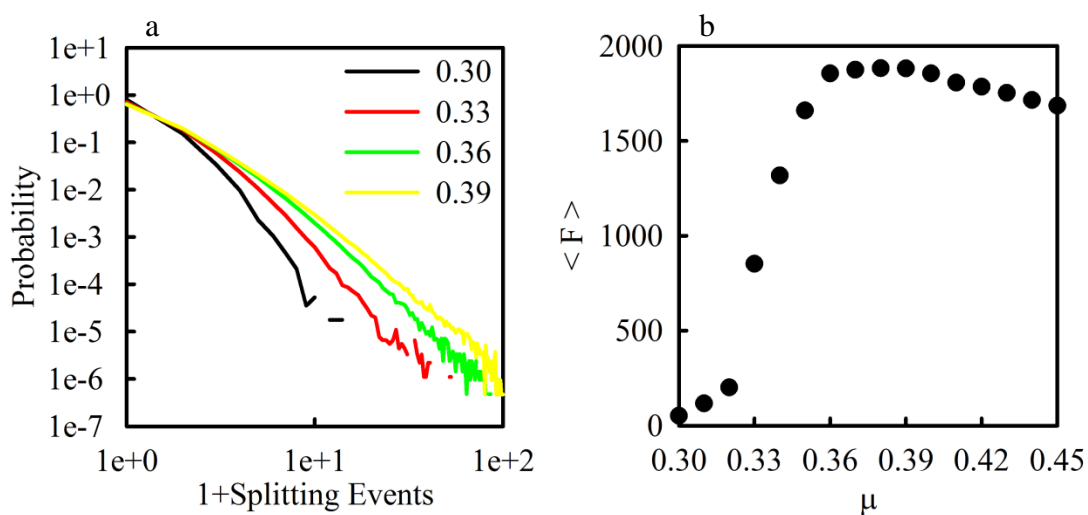 a
1e+1
1e+0
1e-1
1e-2
1e-3
1e-4
1e-5
1e-6
1e-7
Probability
0.30
0.33
0.36
0.39
1e+0 1e+1 1e+2
1+Splitting Events
b
2000
1500
1000
500
0
< F >
0.30 0.33 0.36 0.39 0.42 0.45
μ